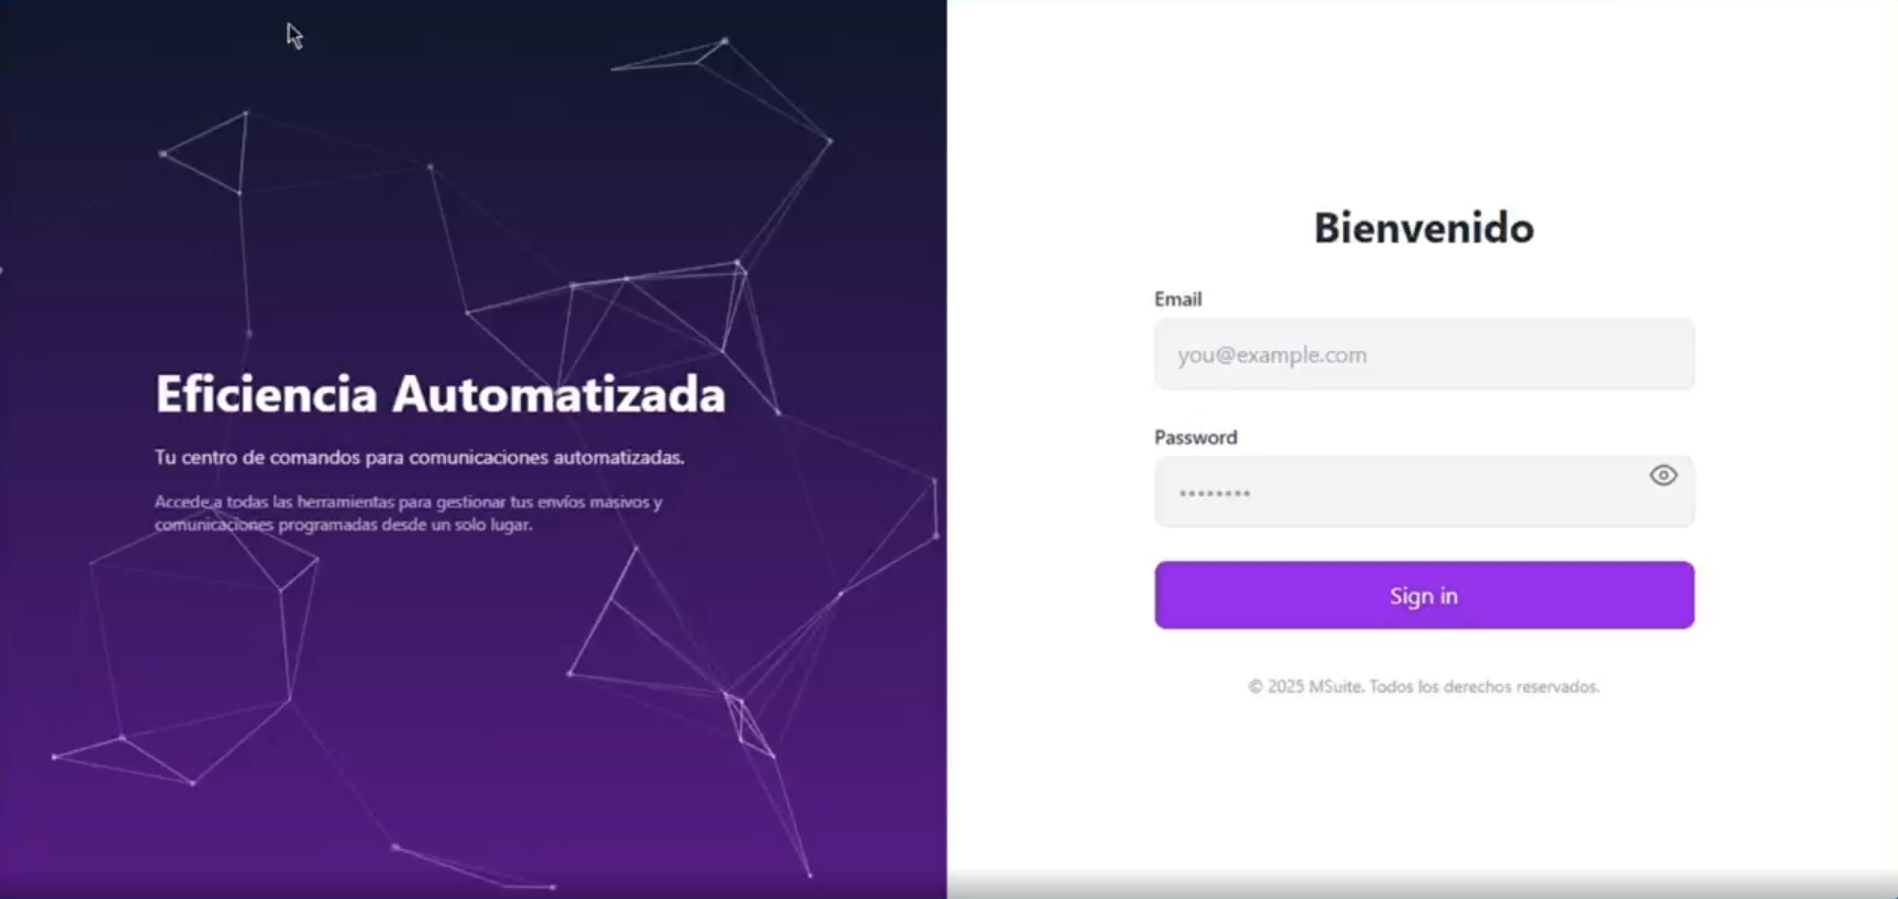 Eficiencia Automatizada
Tu centro de comandos para comunicaciones automatizadas.
Accede a todas las herramientas para gestionar tus envíos masivos y
comunicaciones programadas desde un solo lugar.
Bienvenido
Email
you@example.com
Password
••••••••
Sign in
© 2025 MSuite. Todos los derechos reservados.